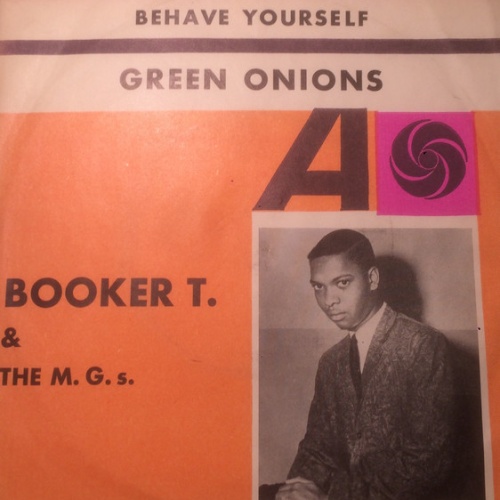 BEHAVE YOURSELF
GREEN ONIONS
A
BOOKER T.
&
THE M. G. s.